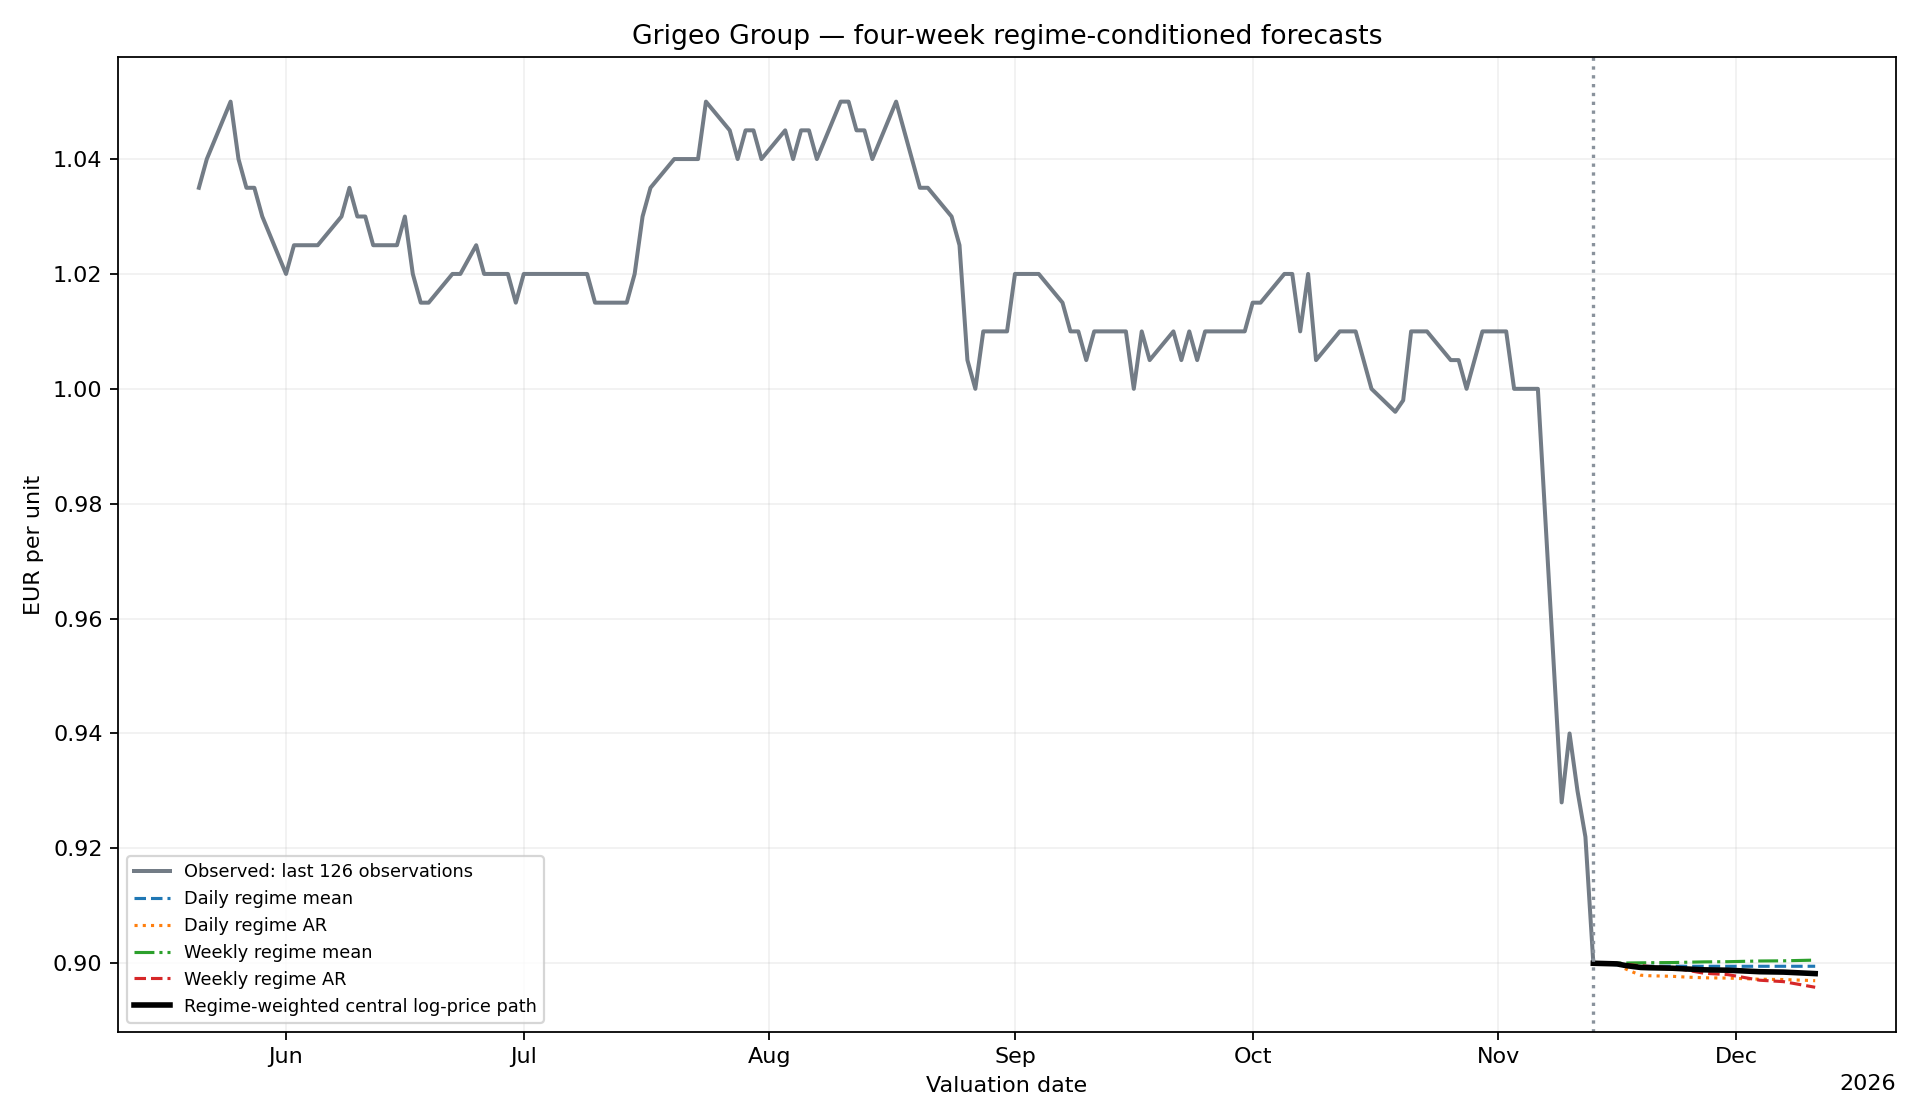 Grigeo Group — four-week regime-conditioned forecasts
EUR per unit
1.04
1.02
1.00
0.98
0.96
0.94
0.92
0.90
Observed: last 126 observations
Daily regime mean
Daily regime AR
Weekly regime mean
Weekly regime AR
Regime-weighted central log-price path
Jun
Jul
Aug
Sep
Oct
Nov
Dec
Valuation date
2026